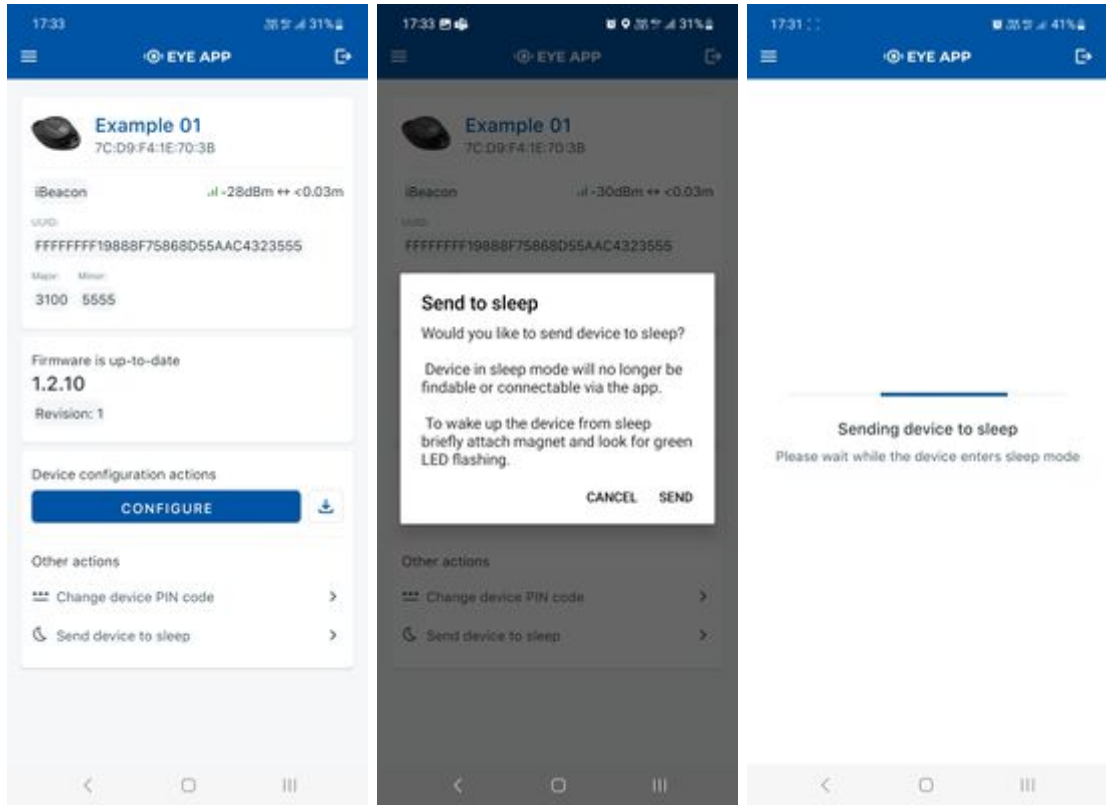 17:33
31%
EYE APP
Example 01
7C:D9:F4:1E:70:3B
iBeacon -28dBm ↔ <0.03m
UUID:
FFFFFFFF19888F75868D55AAC4323555
Major: Minor:
3100 5555
Firmware is up-to-date
1.2.10
Revision: 1
Device configuration actions
CONFIGURE
Other actions
Change device PIN code
Send device to sleep
17:33
31%
EYE APP
Example 01
7C:D9:F4:1E:70:3B
iBeacon -30dBm ↔ <0.03m
UUID:
FFFFFFFF19888F75868D55AAC4323555
Send to sleep
Would you like to send device to sleep?
Device in sleep mode will no longer be
findable or connectable via the app.
To wake up the device from sleep
briefly attach magnet and look for green
LED flashing.
CANCEL SEND
Other actions
Change device PIN code
Send device to sleep
17:31
41%
EYE APP
Sending device to sleep
Please wait while the device enters sleep mode